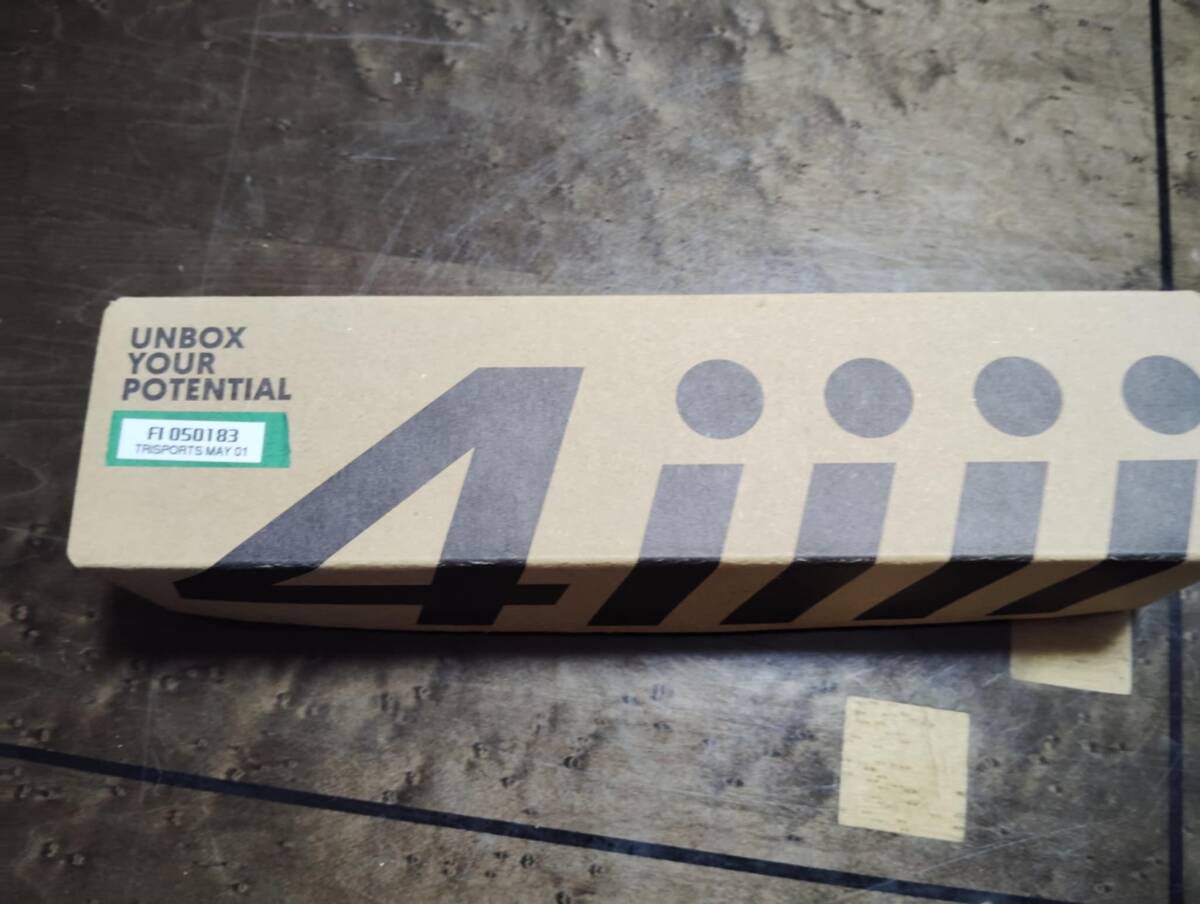 UNBOX
YOUR
POTENTIAL
FI 050183
TRISPORTS MAY 01
4iiii